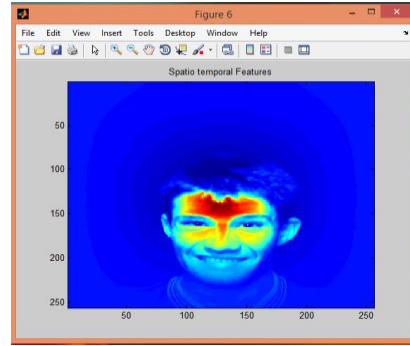 Figure 6
File Edit View Insert Tools Desktop Window Help
Spatio temporal Features
50
100
150
200
250
50 100 150 200 250